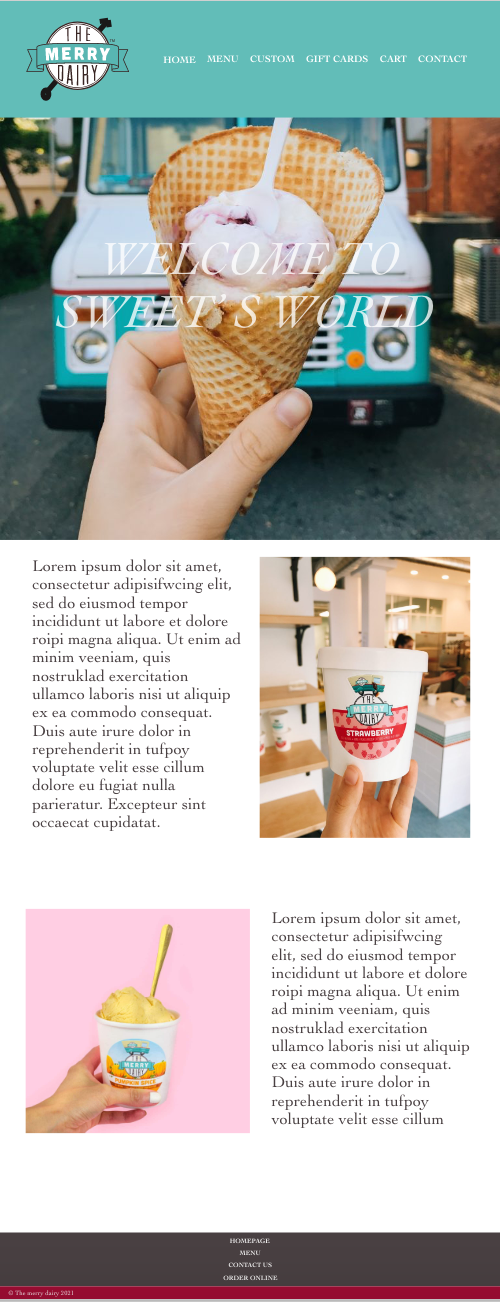 THE
MERRY
DAIRY
HOME MENU CUSTOM GIFT CARDS CART CONTACT
WELCOME TO
SWEET' S WORLD
Lorem ipsum dolor sit amet,
consectetur adipisifwcing elit,
sed do eiusmod tempor
incididunt ut labore et dolore
roipi magna aliqua. Ut enim ad
minim veeniam, quis
nostruklad exercitation
ullamco laboris nisi ut aliquip
ex ea commodo consequat.
Duis aute irure dolor in
reprehenderit in tufpoy
voluptate velit esse cillum
dolore eu fugiat nulla
parieratur. Excepteur sint
occaecat cupidatat.
THE
MERRY
DAIRY
STRAWBERRY
Lorem ipsum dolor sit amet,
consectetur adipisifwcing
elit, sed do eiusmod tempor
incididunt ut labore et dolore
roipi magna aliqua. Ut enim
ad minim veeniam, quis
nostruklad exercitation
ullamco laboris nisi ut aliquip
ex ea commodo consequat.
Duis aute irure dolor in
reprehenderit in tufpoy
voluptate velit esse cillum
MERRY
DAIRY
PUMPKIN SPICE
HOMEPAGE
MENU
CONTACT US
ORDER ONLINE
© The merry dairy 2021